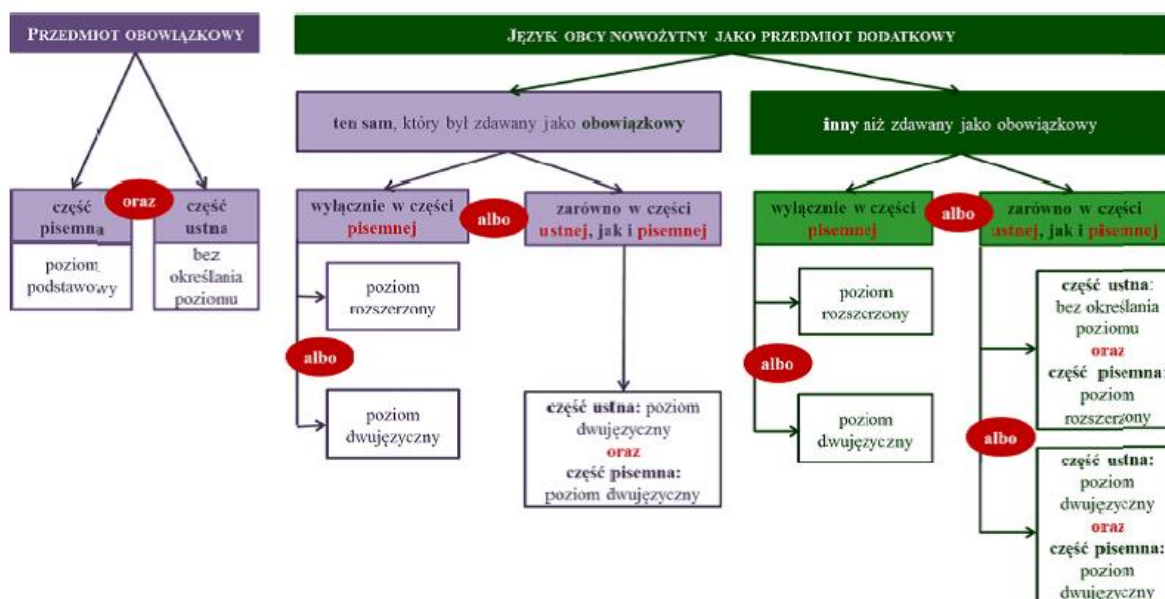 PRZEDMIOT OBOWIĄZKOWY
część
pisemna
poziom
podstawowy
oraz
część
ustna
bez
określania
poziomu
JĘZYK OBCY NOWOŻYTNY JAKO PRZEDMIOT DODATKOWY
ten sam, który był zdawany jako obowiązkowy
wyłącznie w części
pisemnej
albo
zarówno w części
ustnej, jak i pisemnej
poziom
rozszerzony
albo
poziom
dwujęzyczny
część ustna: poziom
dwujęzyczny
oraz
część pisemna:
poziom dwujęzyczny
inny niż zdawany jako obowiązkowy
wyłącznie w części
pisemnej
albo
zarówno w części
ustnej, jak i pisemnej
poziom
rozszerzony
albo
poziom
dwujęzyczny
część ustna:
bez określania
poziomu
oraz
część pisemna:
poziom
rozszerzony
albo
część ustna:
poziom
dwujęzyczny
oraz
część pisemna:
poziom
dwujęzyczny